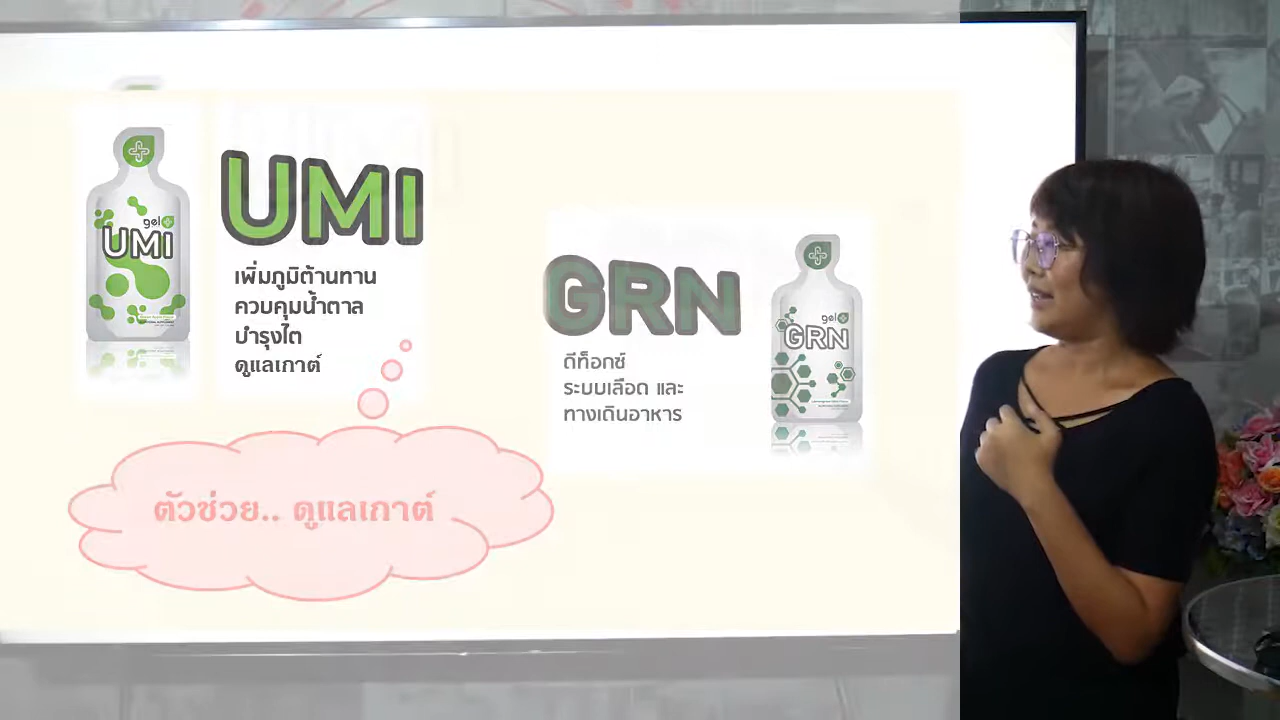 gel
UMI
UMI
เพิ่มภูมิต้านทาน
ควบคุมน้ำตาล
บำรุงไต
ดูแลเกาต์
GRN
ดีท็อกซ์
ระบบเลือด และ
ทางเดินอาหาร
gel
GRN
ตัวช่วย.. ดูแลเกาต์